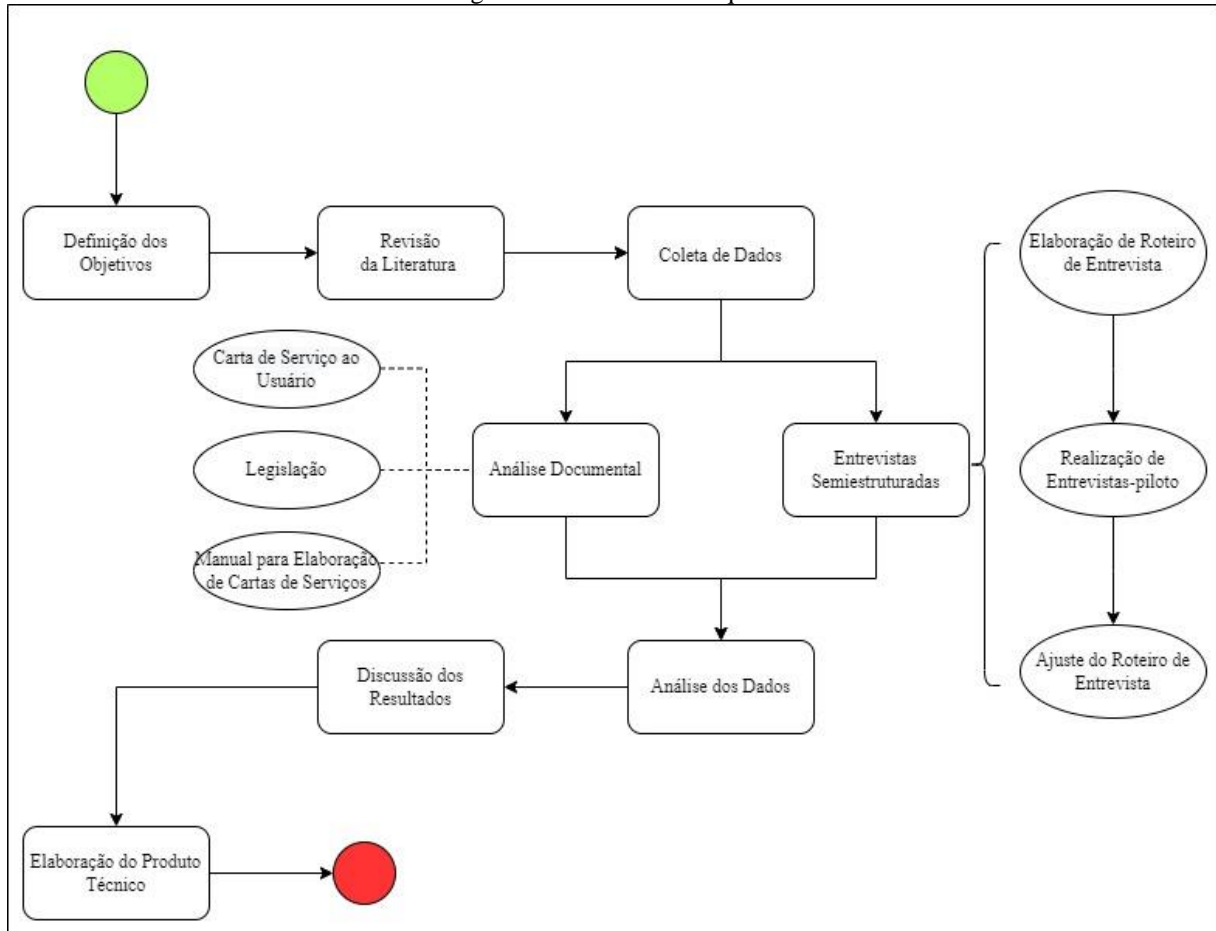 Definição dos
Objetivos
Revisão
da Literatura
Coleta de Dados
Elaboração de Roteiro
de Entrevista
Carta de Serviço ao
Usuário
Legislação
Manual para Elaboração
de Cartas de Serviços
Análise Documental
Entrevistas
Semiestruturadas
Realização de
Entrevistas-piloto
Ajuste do Roteiro de
Entrevista
Análise dos Dados
Discussão dos
Resultados
Elaboração do Produto
Técnico